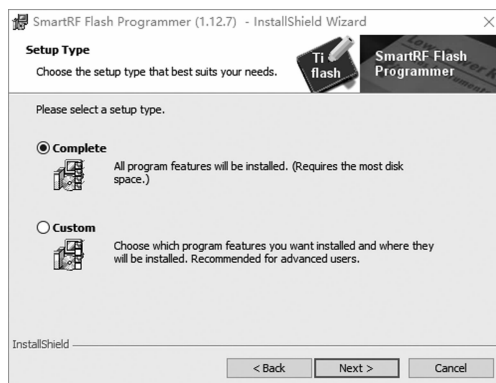 SmartRF Flash Programmer (1.12.7) - InstallShield Wizard
Setup Type
Choose the setup type that best suits your needs.
Ti
flash
SmartRF Flash
Programmer
Please select a setup type.
Complete
All program features will be installed. (Requires the most disk
space.)
Custom
Choose which program features you want installed and where they
will be installed. Recommended for advanced users.
InstallShield
< Back
Next >
Cancel